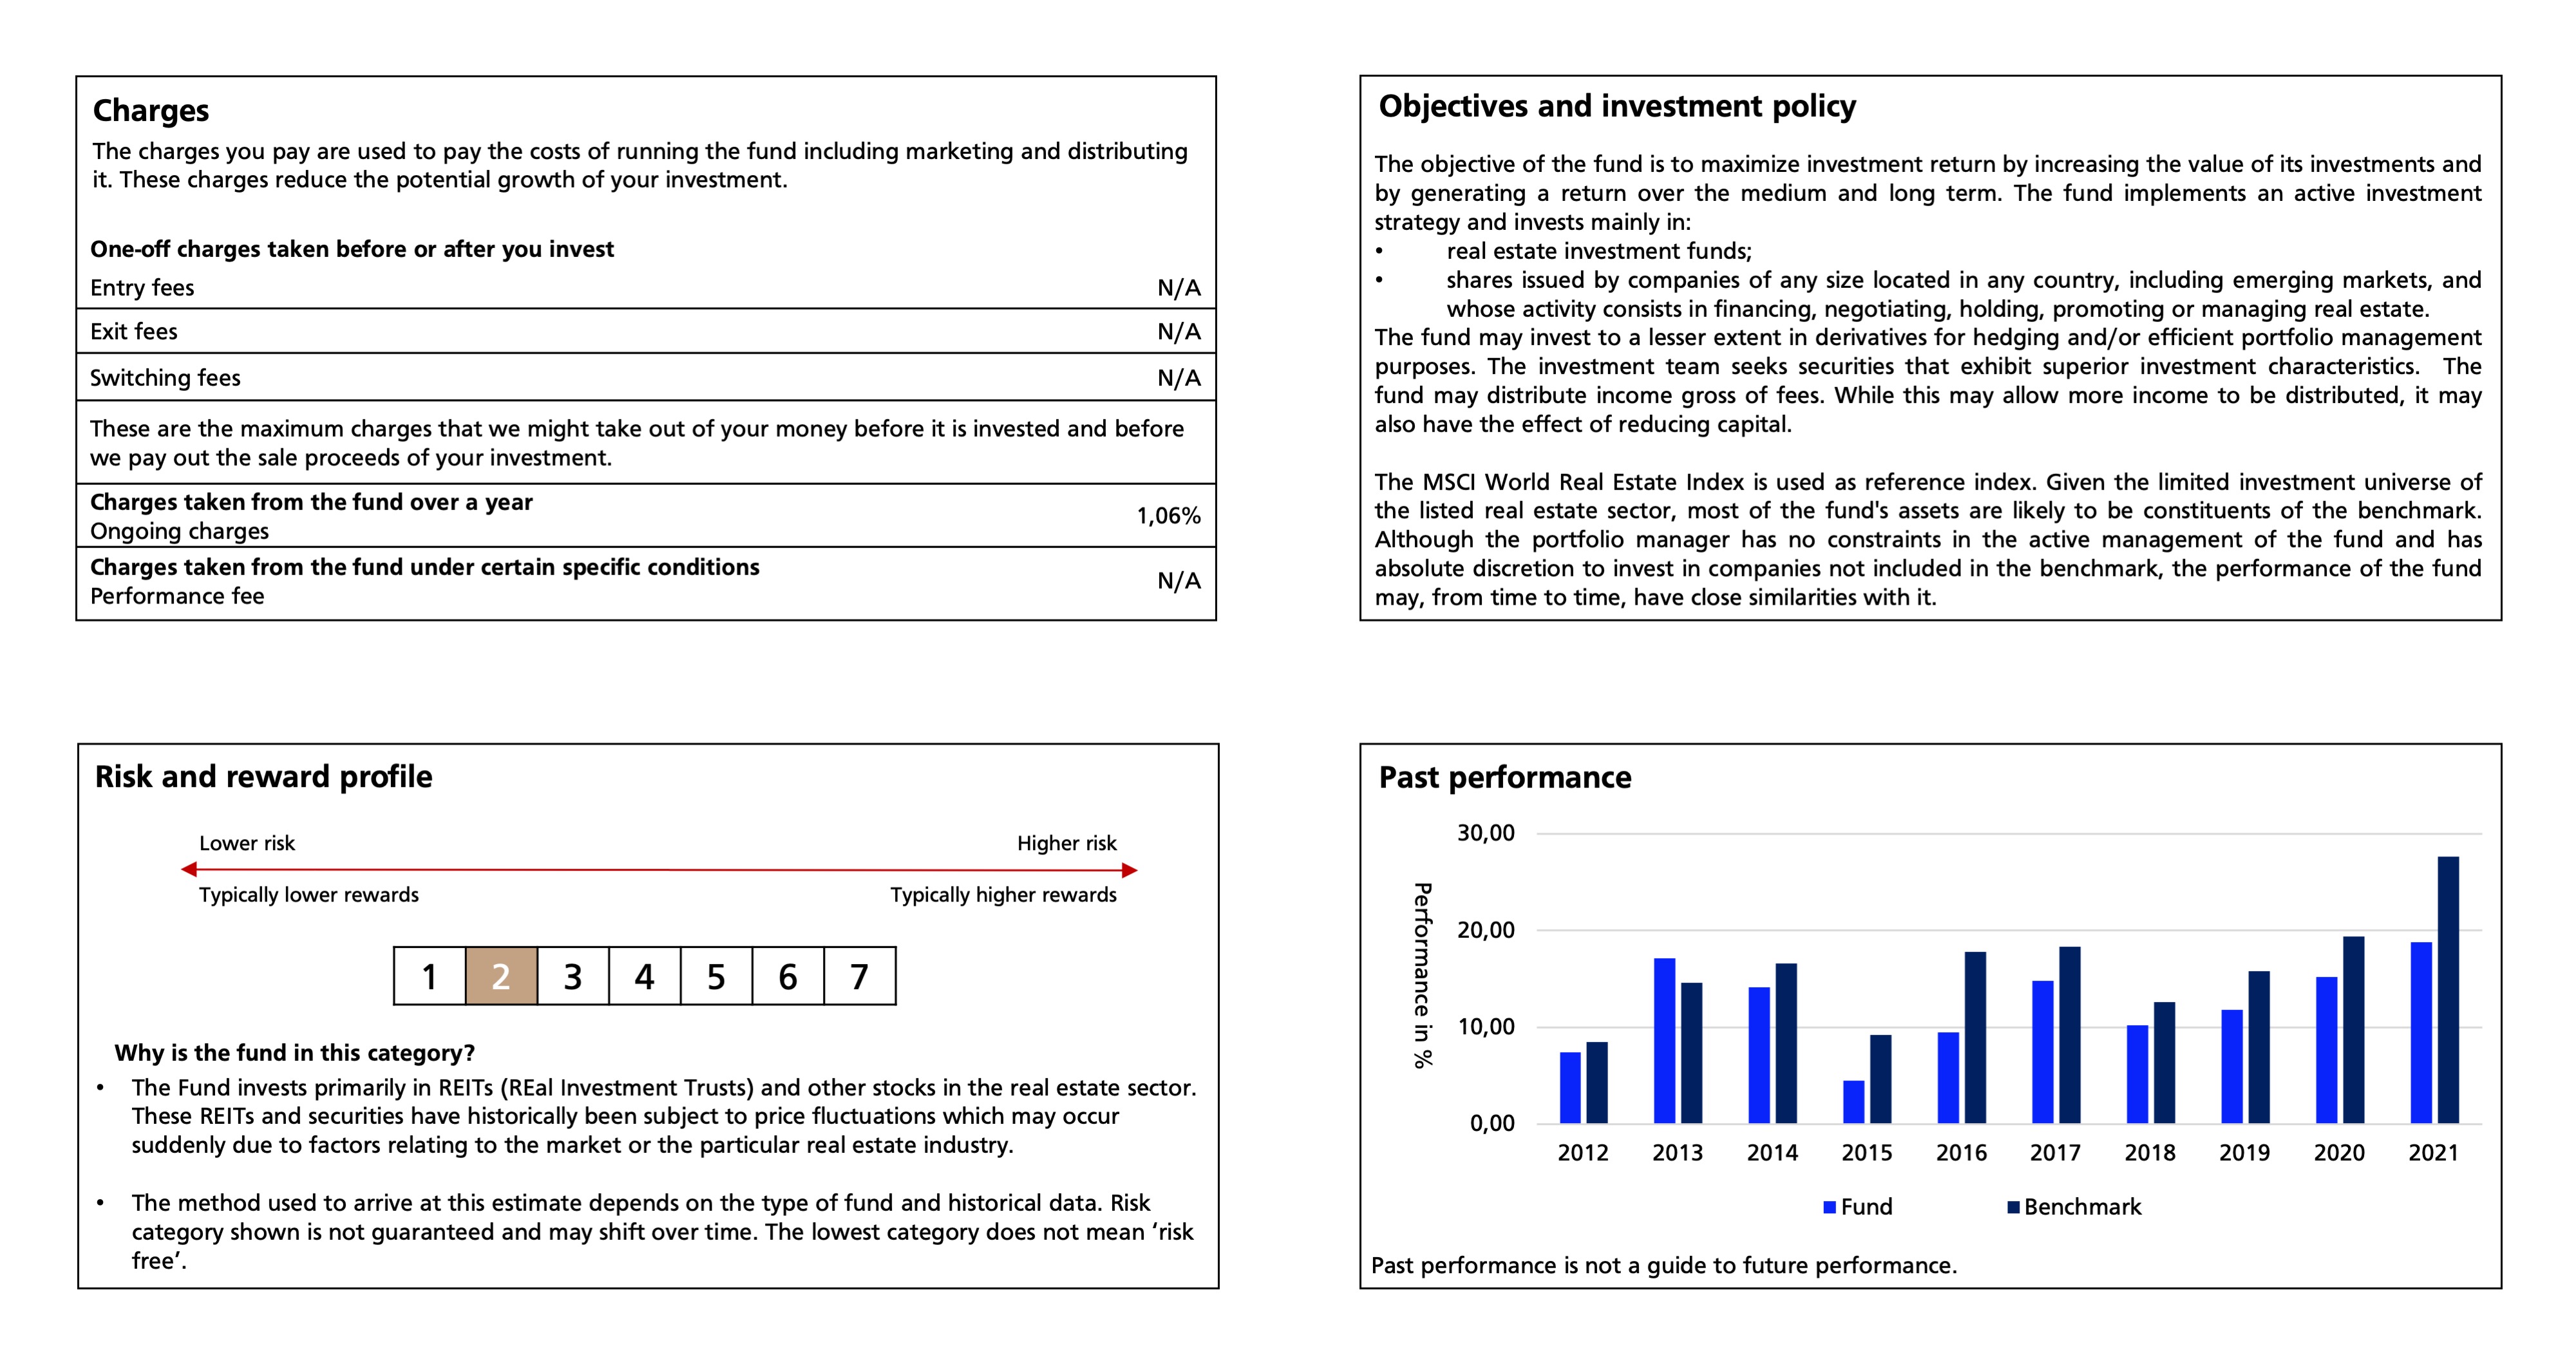 Charges
The charges you pay are used to pay the costs of running the fund including marketing and distributing
it. These charges reduce the potential growth of your investment.
One-off charges taken before or after you invest
Entry fees N/A
Exit fees N/A
Switching fees N/A
These are the maximum charges that we might take out of your money before it is invested and before
we pay out the sale proceeds of your investment.
Charges taken from the fund over a year
Ongoing charges 1,06%
Charges taken from the fund under certain specific conditions
Performance fee N/A
Objectives and investment policy
The objective of the fund is to maximize investment return by increasing the value of its investments and
by generating a return over the medium and long term. The fund implements an active investment
strategy and invests mainly in:
• real estate investment funds;
• shares issued by companies of any size located in any country, including emerging markets, and
whose activity consists in financing, negotiating, holding, promoting or managing real estate.
The fund may invest to a lesser extent in derivatives for hedging and/or efficient portfolio management
purposes. The investment team seeks securities that exhibit superior investment characteristics. The
fund may distribute income gross of fees. While this may allow more income to be distributed, it may
also have the effect of reducing capital.
The MSCI World Real Estate Index is used as reference index. Given the limited investment universe of
the listed real estate sector, most of the fund's assets are likely to be constituents of the benchmark.
Although the portfolio manager has no constraints in the active management of the fund and has
absolute discretion to invest in companies not included in the benchmark, the performance of the fund
may, from time to time, have close similarities with it.
Risk and reward profile
Lower risk Higher risk
Typically lower rewards Typically higher rewards
1 2 3 4 5 6 7
Why is the fund in this category?
• The Fund invests primarily in REITs (REal Investment Trusts) and other stocks in the real estate sector.
These REITs and securities have historically been subject to price fluctuations which may occur
suddenly due to factors relating to the market or the particular real estate industry.
• The method used to arrive at this estimate depends on the type of fund and historical data. Risk
category shown is not guaranteed and may shift over time. The lowest category does not mean ‘risk
free’.
Past performance
Performance in %
30,00
20,00
10,00
0,00
2012 2013 2014 2015 2016 2017 2018 2019 2020 2021
Fund Benchmark
Past performance is not a guide to future performance.